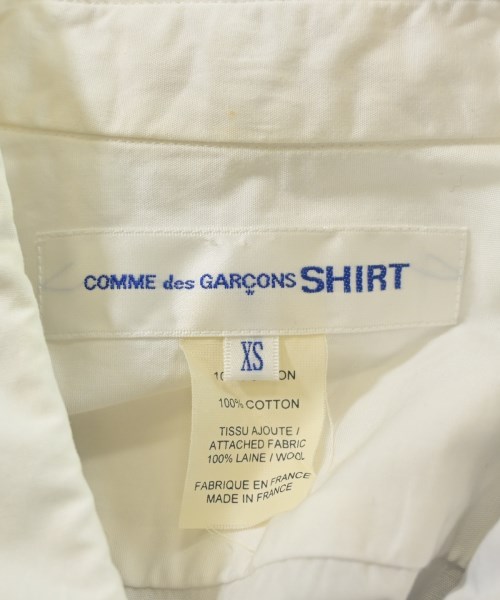 COMME des GARÇONS SHIRT
XS
100% COTTON
TISSU AJOUTE /
ATTACHED FABRIC
100% LAINE / WOOL
FABRIQUE EN FRANCE
MADE IN FRANCE